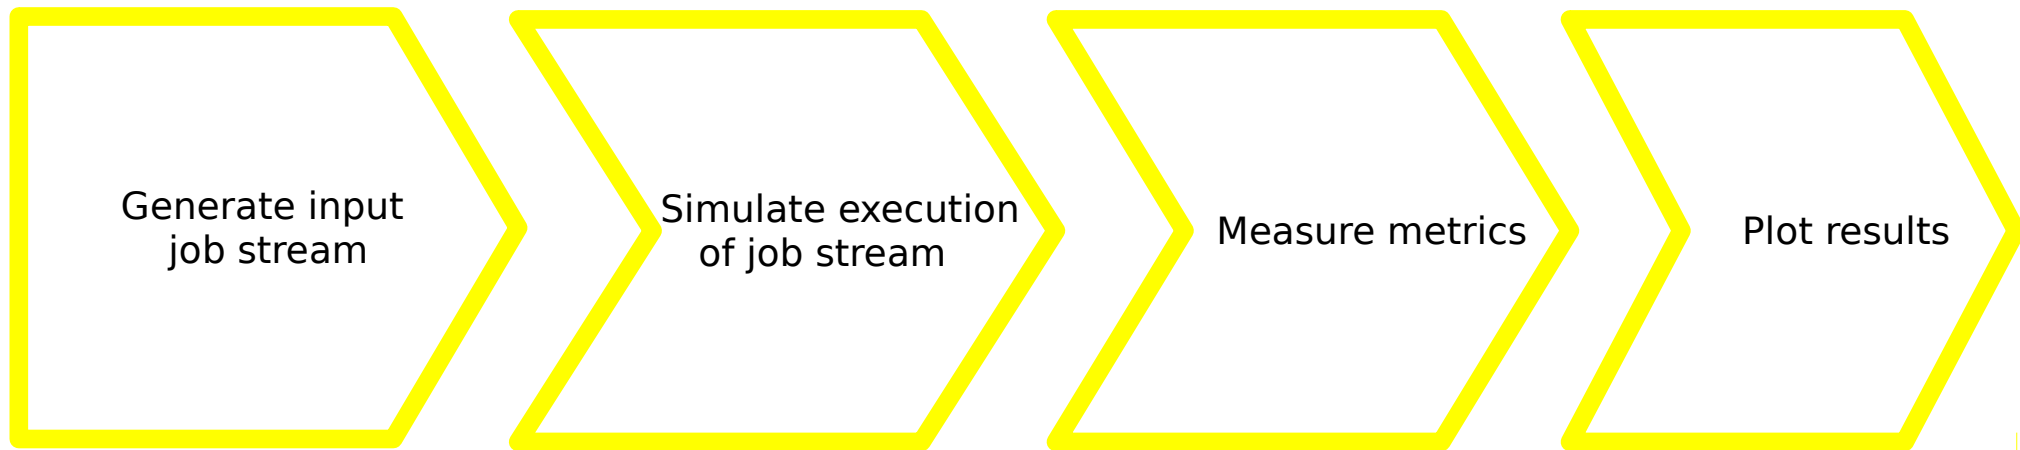 Generate input
job stream
Simulate execution
of job stream
Measure metrics
Plot results